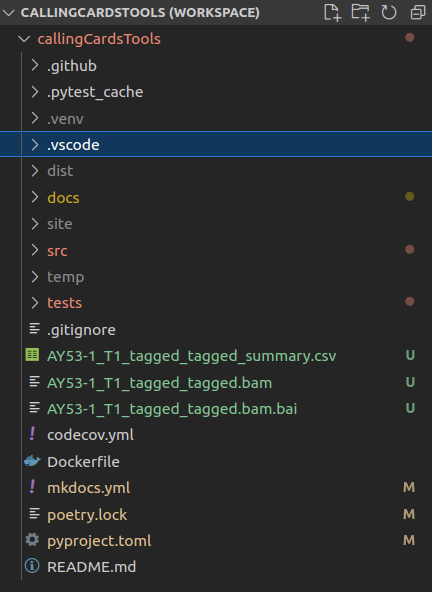 CALLINGCARDSTOOLS (WORKSPACE)
callingCardsTools
.github
.pytest_cache
.venv
.vscode
dist
docs
site
src
temp
tests
.gitignore
AY53-1_T1_tagged_tagged_summary.csv U
AY53-1_T1_tagged_tagged.bam U
AY53-1_T1_tagged_tagged.bam.bai U
codecov.yml
Dockerfile
mkdocs.yml M
poetry.lock M
pyproject.toml M
README.md